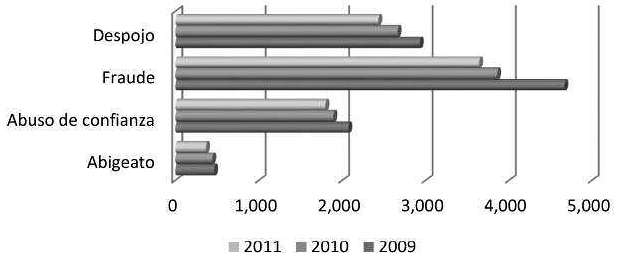 Despojo
Fraude
Abuso de confianza
Abigeato
0 1,000 2,000 3,000 4,000 5,000
2011 2010 2009